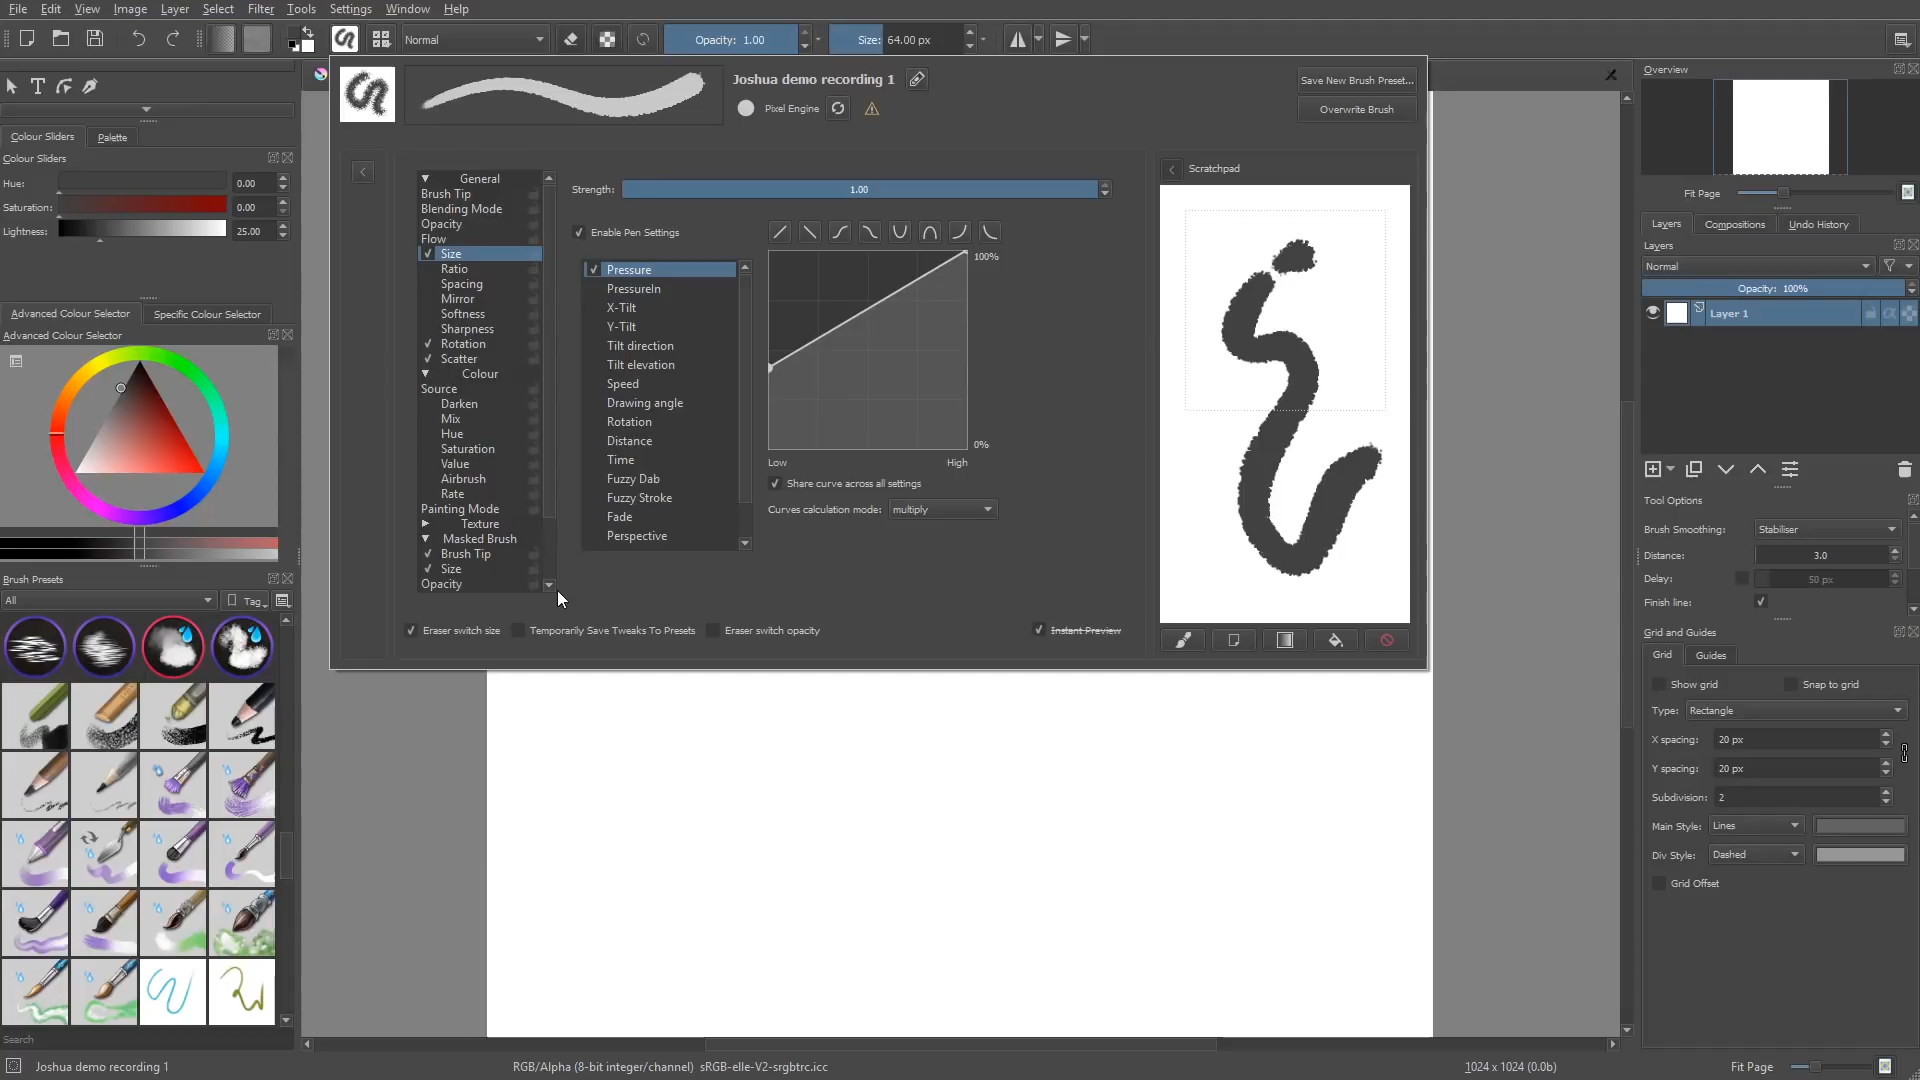 File Edit View Image Layer Select Filter Tools Settings Window Help
Normal
Opacity: 1.00
Size: 64.00 px
Colour Sliders Palette
Colour Sliders
Hue: 0.00
Saturation: 0.00
Lightness: 25.00
Advanced Colour Selector Specific Colour Selector
Advanced Colour Selector
Brush Presets
All
Tag
Search
Joshua demo recording 1
Pixel Engine
Save New Brush Preset...
Overwrite Brush
General
Brush Tip
Blending Mode
Opacity
Flow
Size
Ratio
Spacing
Mirror
Softness
Sharpness
Rotation
Scatter
Colour
Source
Darken
Mix
Hue
Saturation
Value
Airbrush
Rate
Painting Mode
Texture
Masked Brush
Brush Tip
Size
Opacity
Strength: 1.00
Enable Pen Settings
Pressure
PressureIn
X-Tilt
Y-Tilt
Tilt direction
Tilt elevation
Speed
Drawing angle
Rotation
Distance
Time
Fuzzy Dab
Fuzzy Stroke
Fade
Perspective
100%
0%
Low High
Share curve across all settings
Curves calculation mode: multiply
Eraser switch size Temporarily Save Tweaks To Presets Eraser switch opacity Instant Preview
Scratchpad
Overview
Fit Page
Layers Compositions Undo History
Layers
Normal
Opacity: 100%
Layer 1
Tool Options
Brush Smoothing: Stabiliser
Distance: 3.0
Delay: 50 px
Finish line:
Grid and Guides
Grid Guides
Show grid Snap to grid
Type: Rectangle
X spacing: 20 px
Y spacing: 20 px
Subdivision: 2
Main Style: Lines
Div Style: Dashed
Grid Offset
Joshua demo recording 1
RGB/Alpha (8-bit integer/channel) sRGB-elle-V2-srgbtrc.icc
1024 x 1024 (0.0b)
Fit Page